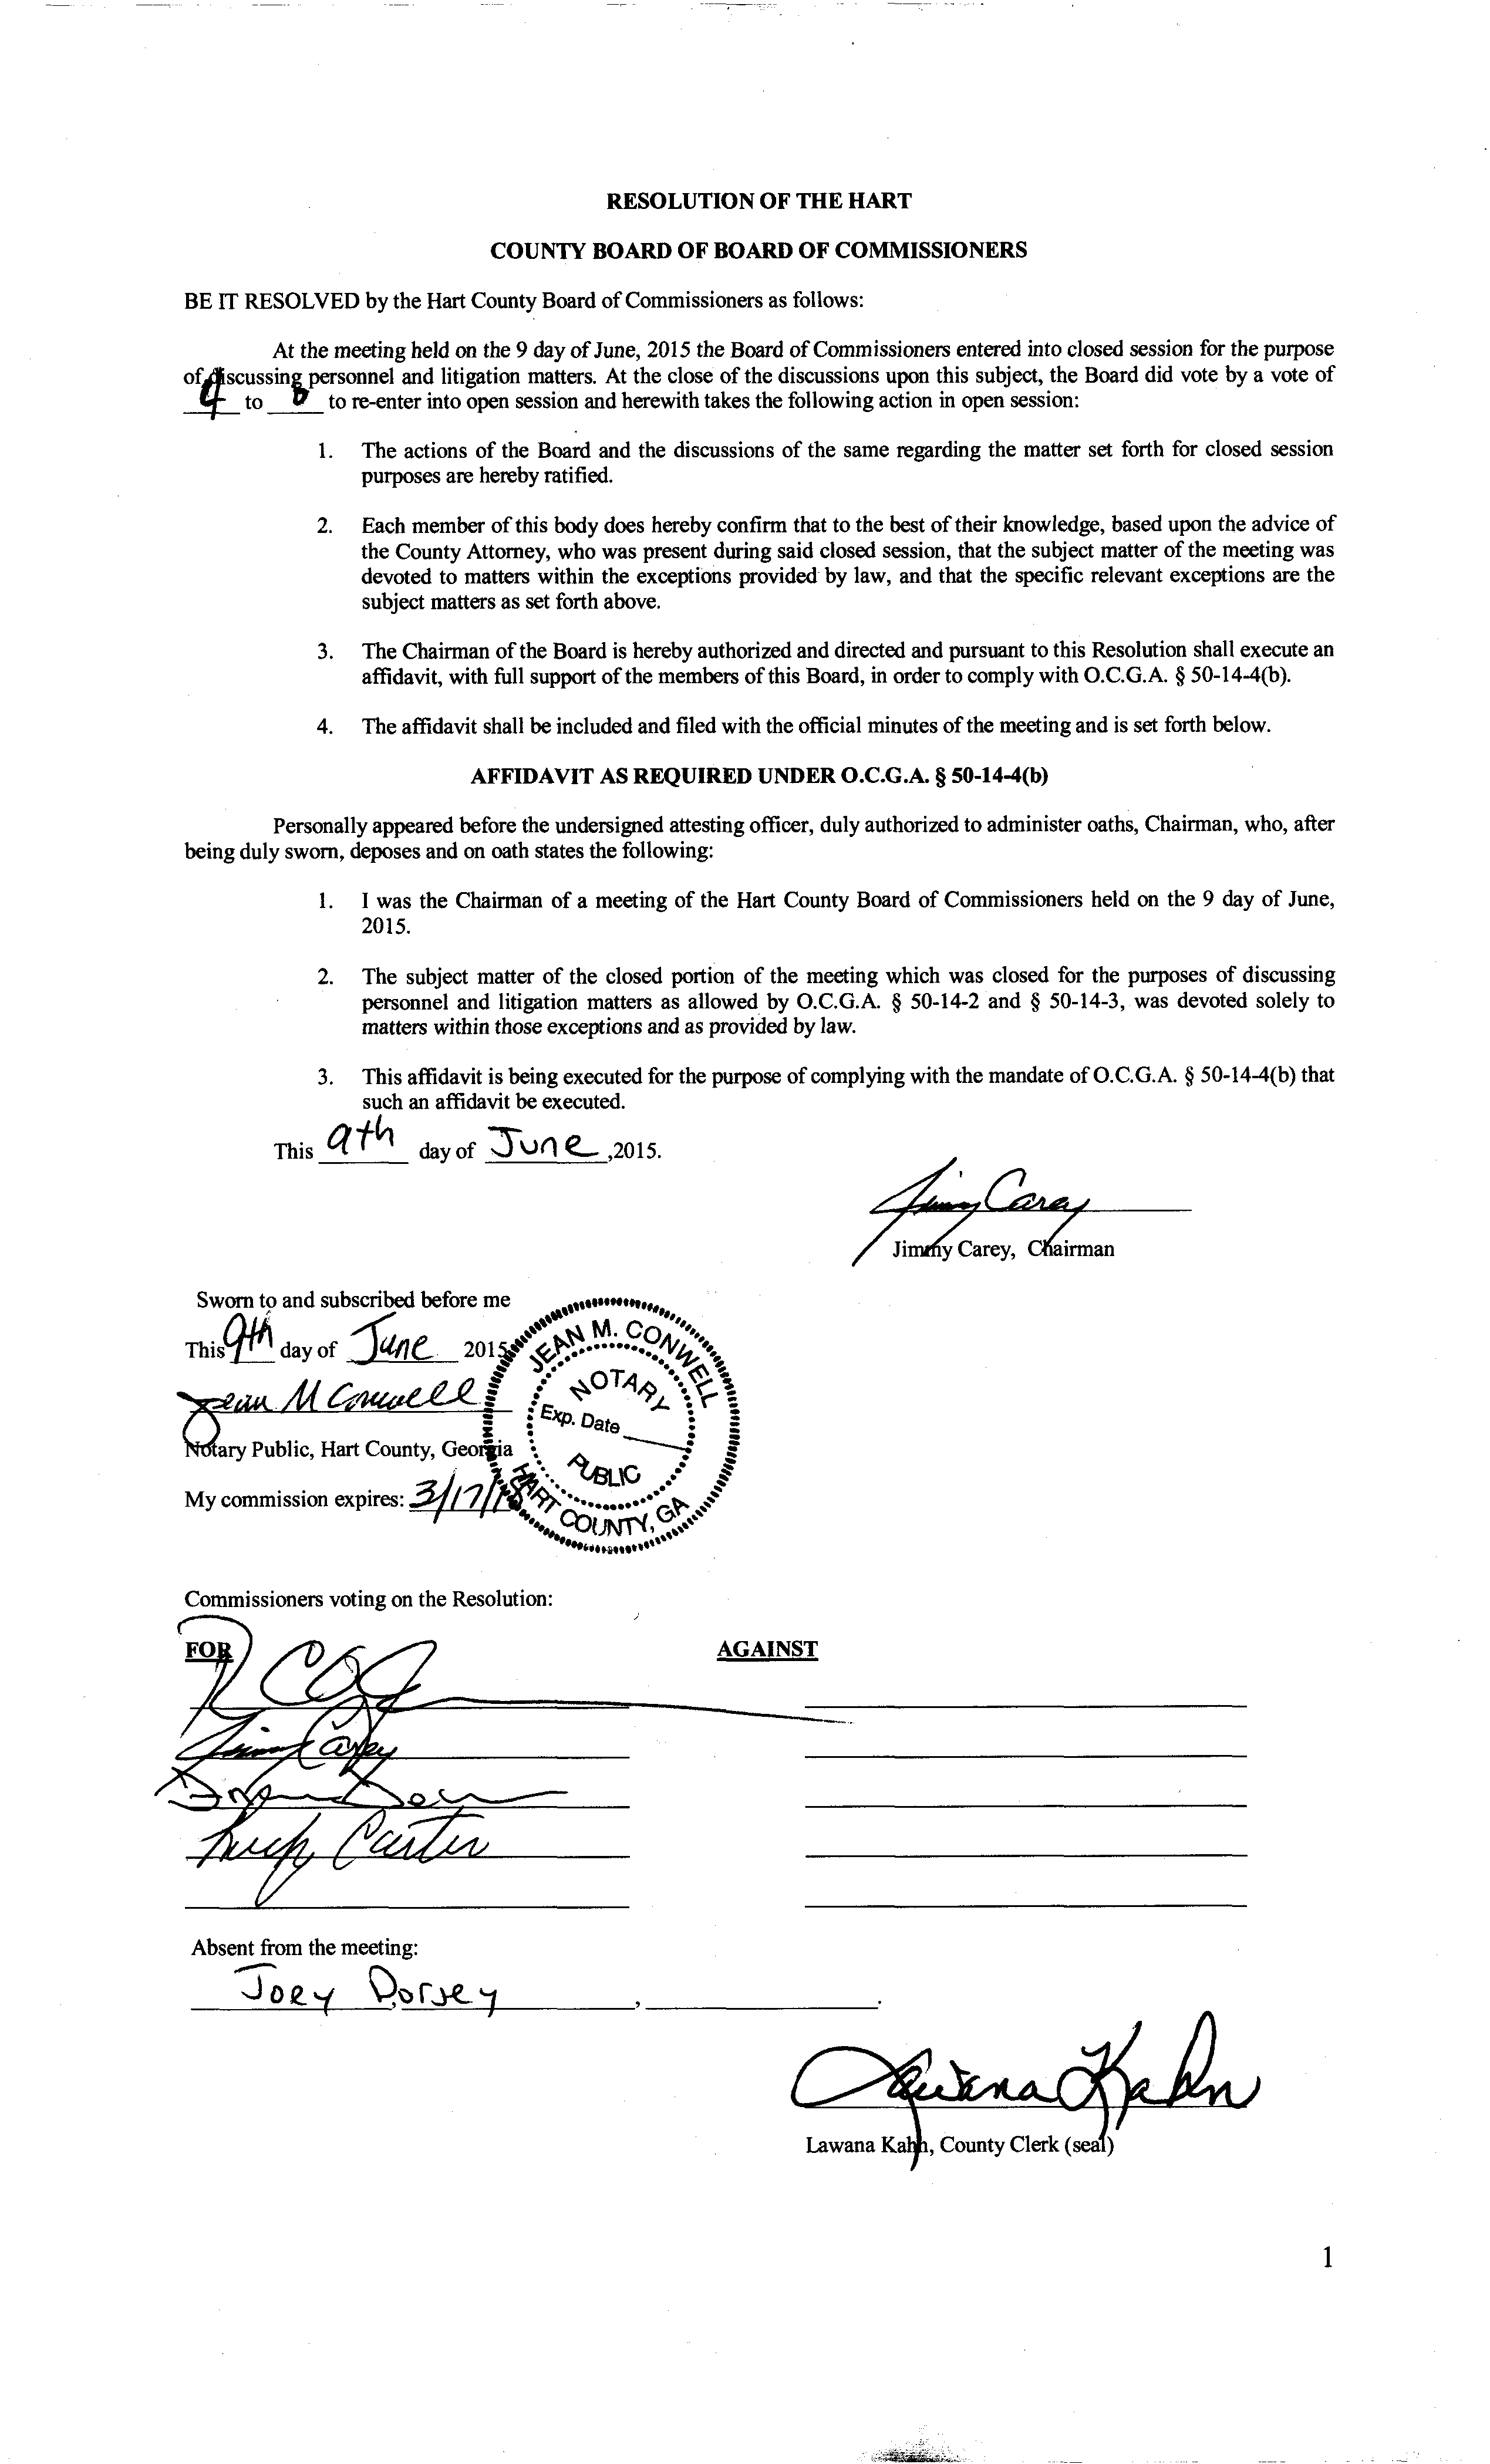 RESOLUTION OF THE HART
COUNTY BOARD OF BOARD OF COMMISSIONERS
BE IT RESOLVED by the Hart County Board of Commissioners as follows:
At the meeting held on the 9 day of June, 2015 the Board of Commissioners entered into closed session for the purpose
of discussing personnel and litigation matters. At the close of the discussions upon this subject, the Board did vote by a vote of
4 to 0 to re-enter into open session and herewith takes the following action in open session:
1. The actions of the Board and the discussions of the same regarding the matter set forth for closed session
purposes are hereby ratified.
2. Each member of this body does hereby confirm that to the best of their knowledge, based upon the advice of
the County Attorney, who was present during said closed session, that the subject matter of the meeting was
devoted to matters within the exceptions provided by law, and that the specific relevant exceptions are the
subject matters as set forth above.
3. The Chairman of the Board is hereby authorized and directed and pursuant to this Resolution shall execute an
affidavit, with full support of the members of this Board, in order to comply with O.C.G.A. § 50-14-4(b).
4. The affidavit shall be included and filed with the official minutes of the meeting and is set forth below.
AFFIDAVIT AS REQUIRED UNDER O.C.G.A. § 50-14-4(b)
Personally appeared before the undersigned attesting officer, duly authorized to administer oaths, Chairman, who, after
being duly sworn, deposes and on oath states the following:
1. I was the Chairman of a meeting of the Hart County Board of Commissioners held on the 9 day of June,
2015.
2. The subject matter of the closed portion of the meeting which was closed for the purposes of discussing
personnel and litigation matters as allowed by O.C.G.A. § 50-14-2 and § 50-14-3, was devoted solely to
matters within those exceptions and as provided by law.
3. This affidavit is being executed for the purpose of complying with the mandate of O.C.G.A. § 50-14-4(b) that
such an affidavit be executed.
This 9th day of June ,2015.
Jimmy Carey
Jimmy Carey, Chairman
Sworn to and subscribed before me
This 9th day of June 2015
Jean M Conwell
Notary Public, Hart County, Georgia
My commission expires: 3/17/
JEAN M. CONWELL
NOTARY
Exp. Date
PUBLIC
HART COUNTY, GA
Commissioners voting on the Resolution:
FOR AGAINST
Jimmy Carey
Carter
Absent from the meeting:
Joey Dorsey , .
Lawana Kahn
Lawana Kahn, County Clerk (seal)
1